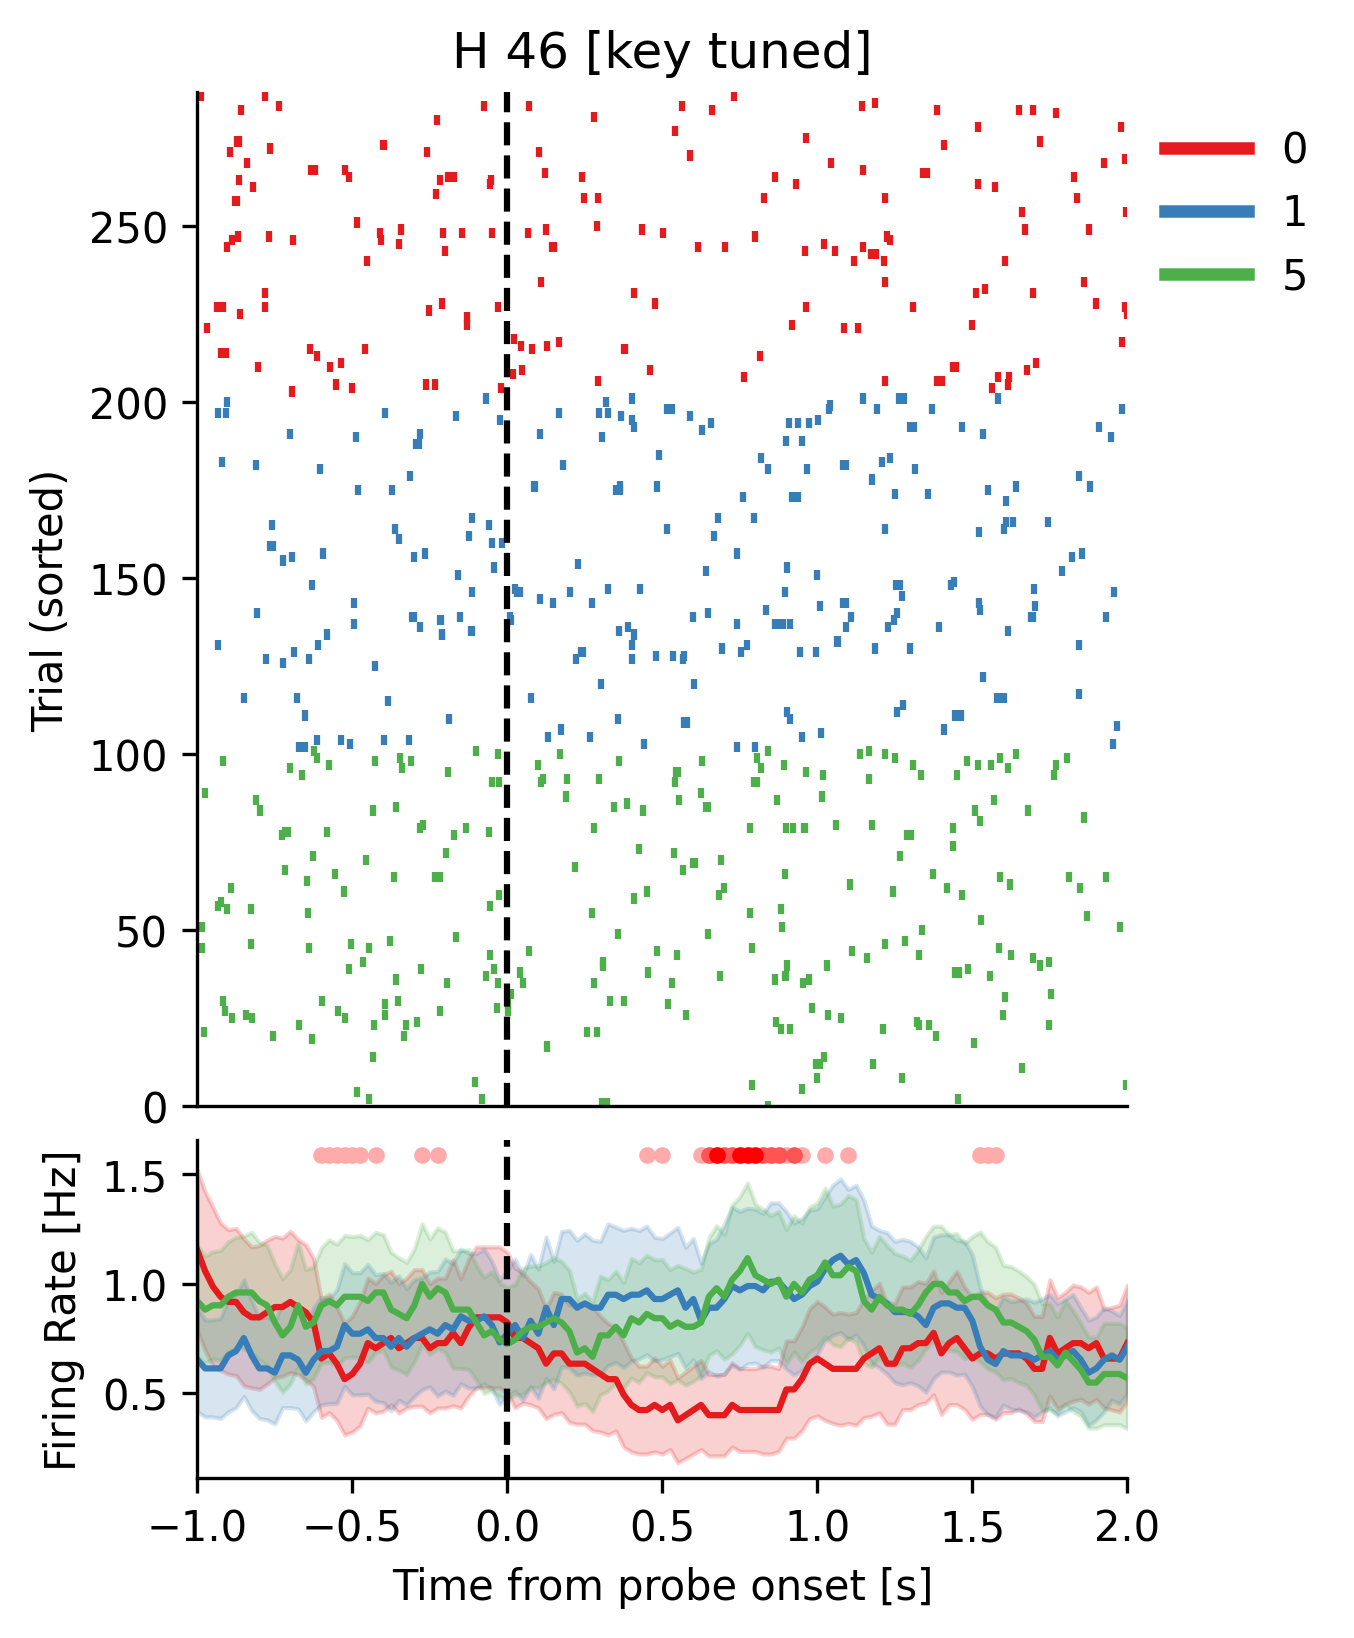 H 46 [key tuned]
0
1
5
250
200
150
100
50
0
Trial (sorted)
1.5
1.0
0.5
Firing Rate [Hz]
−1.0 −0.5 0.0 0.5 1.0 1.5 2.0
Time from probe onset [s]